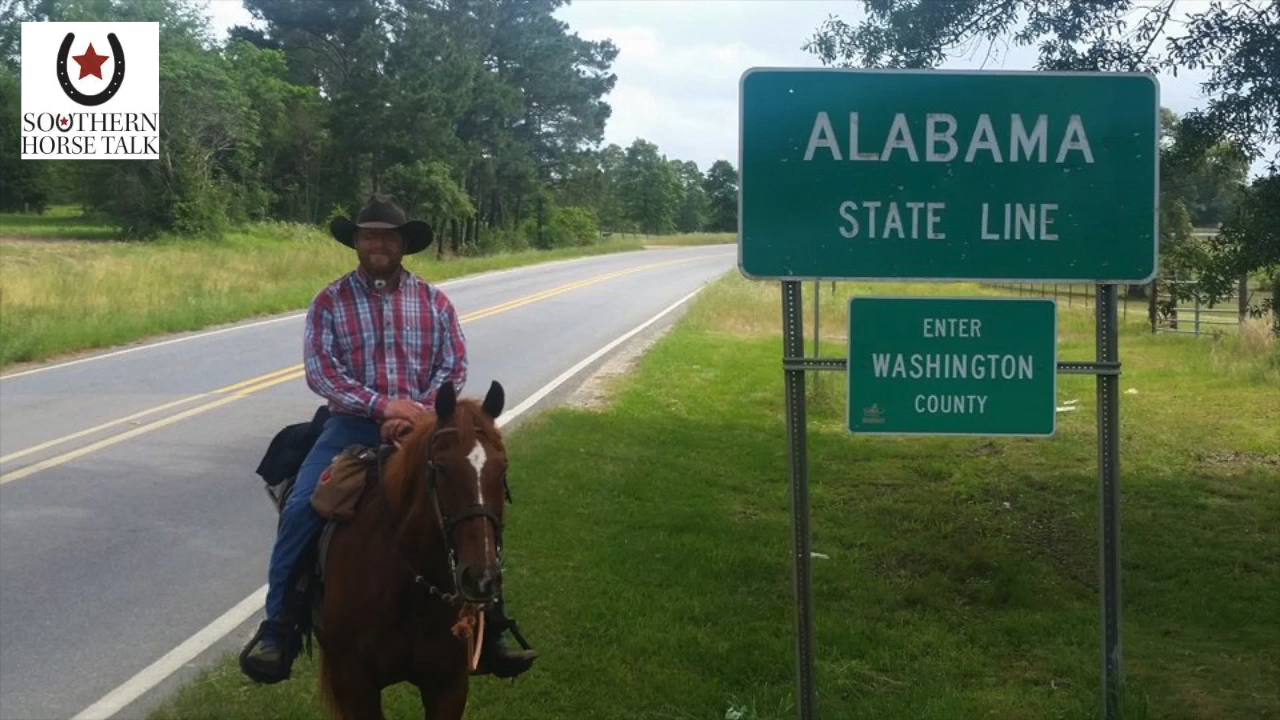 SOUTHERN
HORSE TALK
ALABAMA
STATE LINE
ENTER
WASHINGTON
COUNTY